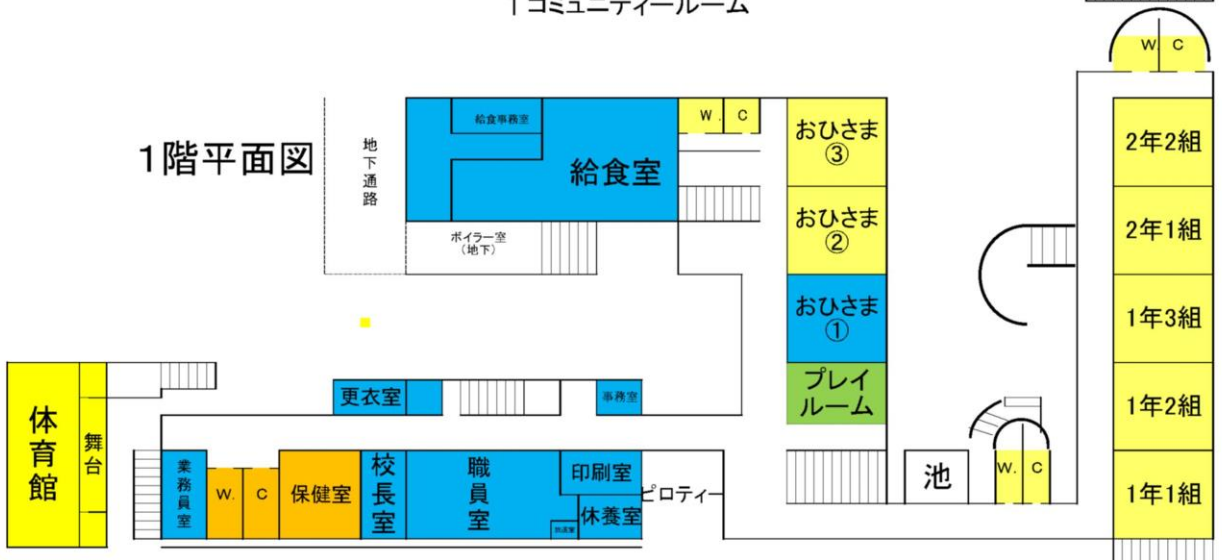 コミュニティールーム
W. C
1階平面図
地下通路
給食事務室
給食室
W. C
ボイラー室
(地下)
おひさま
③
おひさま
②
おひさま
①
プレイ
ルーム
2年2組
2年1組
1年3組
1年2組
1年1組
体育館
舞台
更衣室
事務室
業務員室
W. C
保健室
校長室
職員室
印刷室
休養室
ピロティー
池
W. C